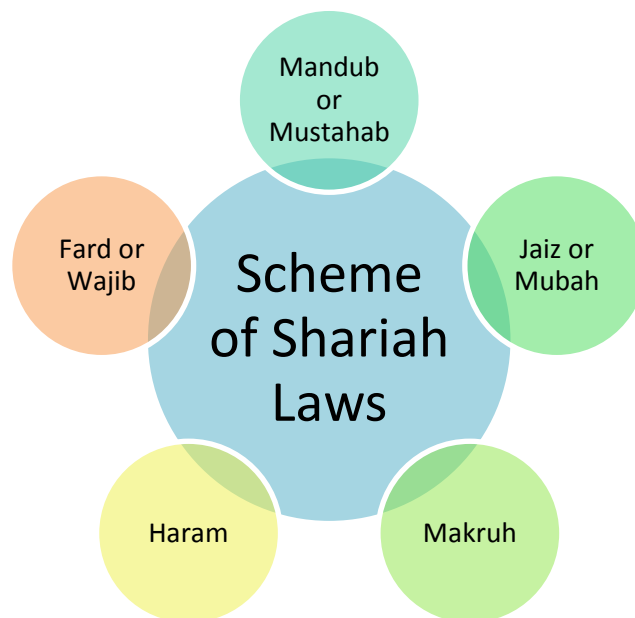 Mandub
or
Mustahab
Fard or
Wajib
Scheme
of Shariah
Laws
Jaiz or
Mubah
Haram
Makruh